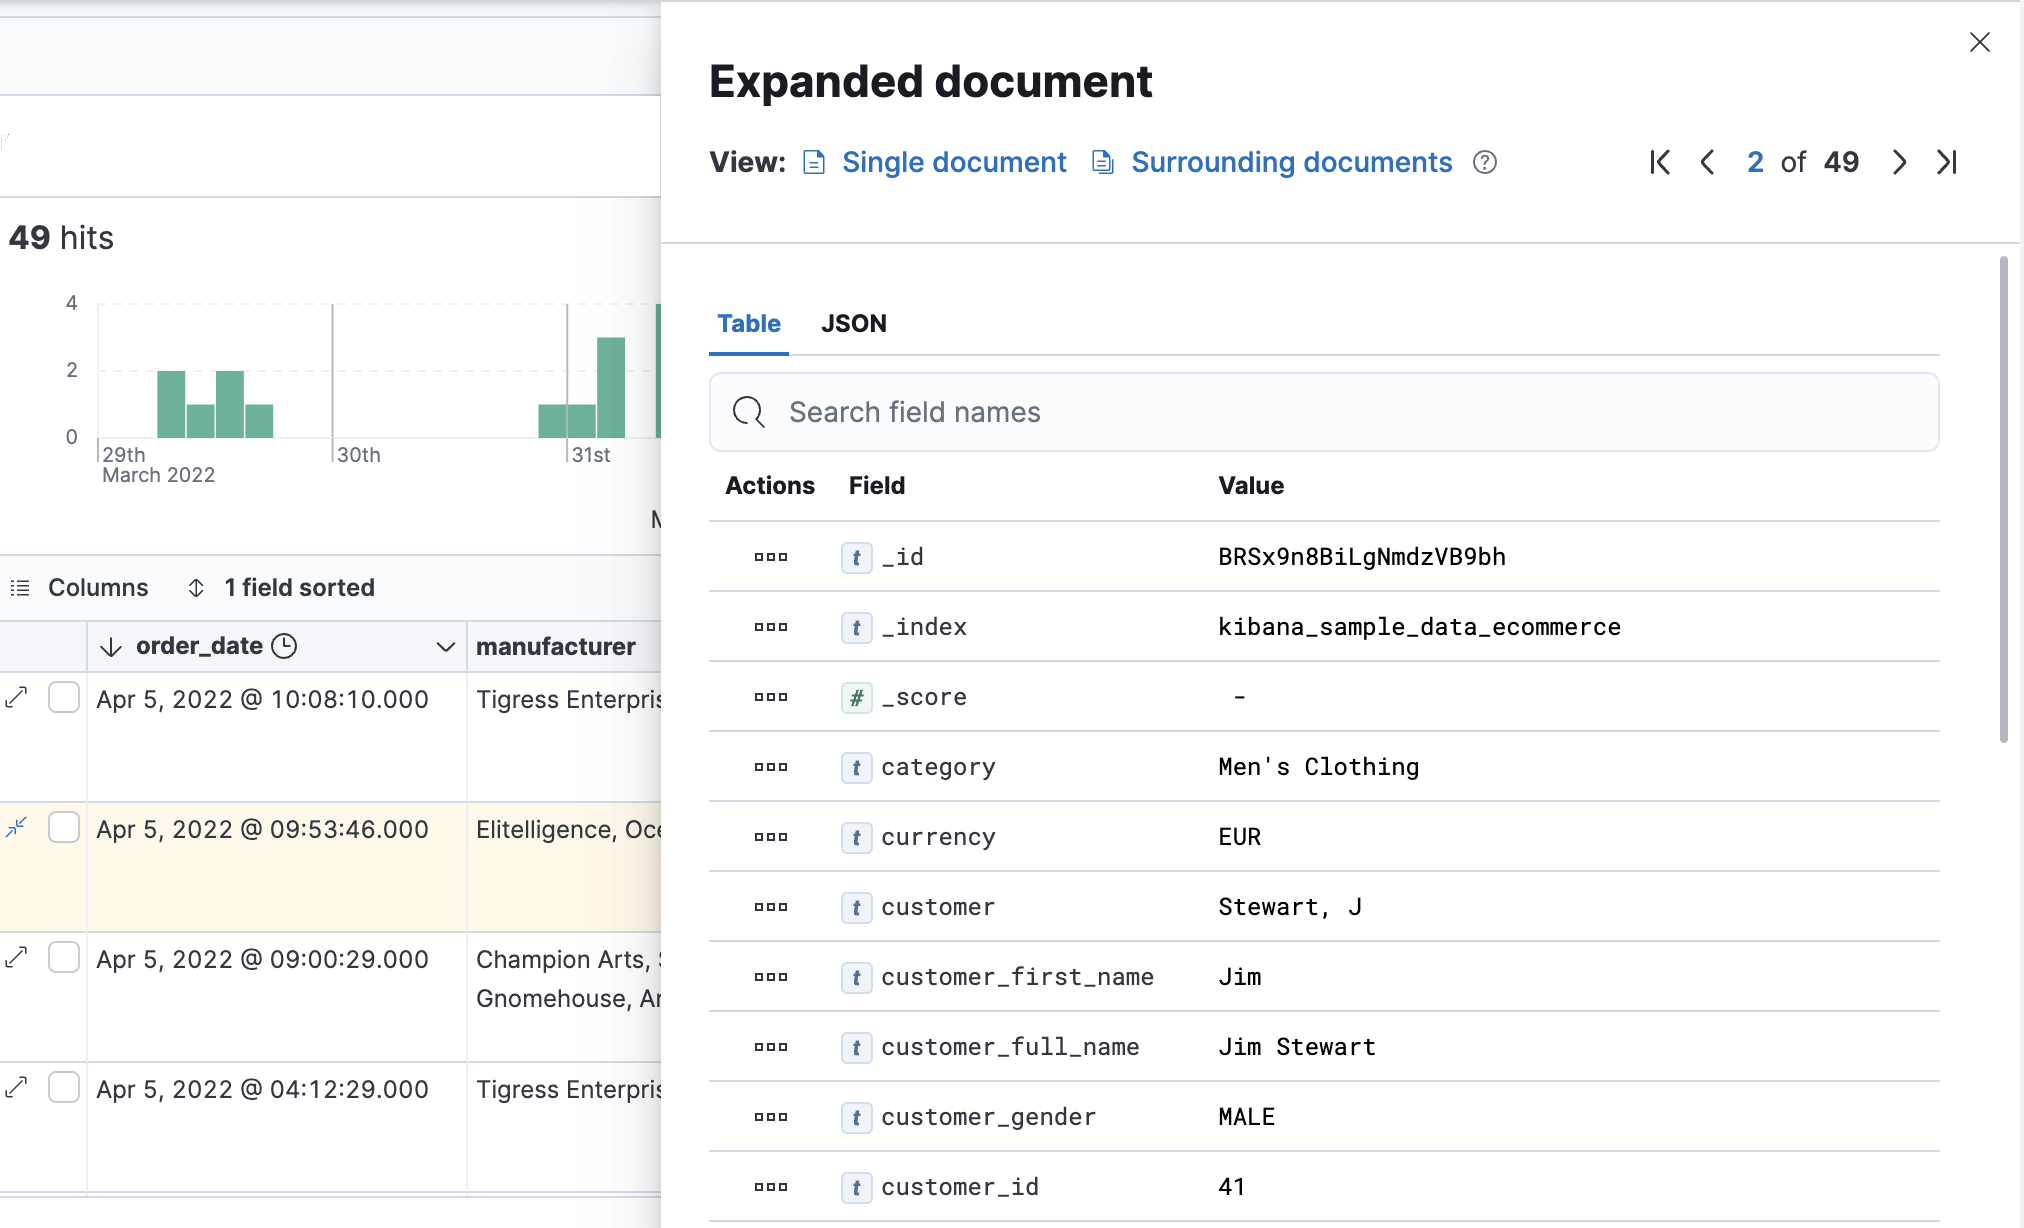 Expanded document
View: Single document Surrounding documents 2 of 49
49 hits
4
2
0
29th 30th 31st
March 2022
Columns 1 field sorted
order_date manufacturer
Apr 5, 2022 @ 10:08:10.000 Tigress
Apr 5, 2022 @ 09:53:46.000 Elitelligence,
Apr 5, 2022 @ 09:00:29.000 Champion Arts,
Gnomehouse,
Apr 5, 2022 @ 04:12:29.000 Tigress
Table JSON
Search field names
Actions Field Value
t _id BRSx9n8BiLgNmdzVB9bh
t _index kibana_sample_data_ecommerce
# _score -
t category Men's Clothing
t currency EUR
t customer Stewart, J
t customer_first_name Jim
t customer_full_name Jim Stewart
t customer_gender MALE
t customer_id 41